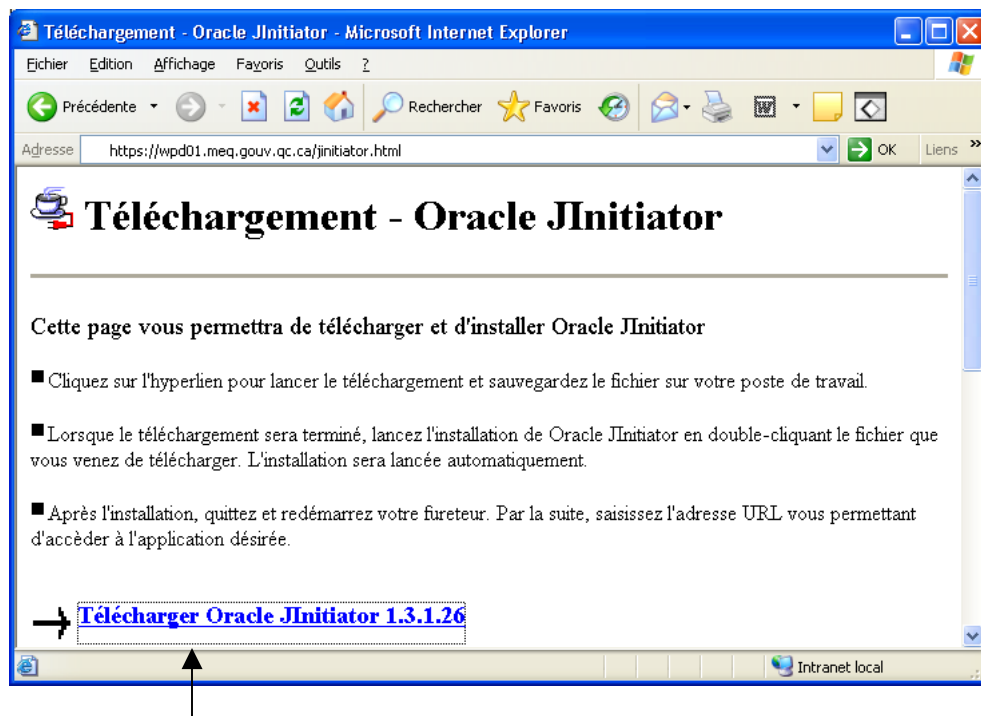 Téléchargement - Oracle JInitiator - Microsoft Internet Explorer
Fichier Edition Affichage Favoris Outils ?
Précédente Rechercher Favoris
Adresse https://wpd01.meq.gouv.qc.ca/jinitiator.html OK Liens »
Téléchargement - Oracle JInitiator
Cette page vous permettra de télécharger et d'installer Oracle JInitiator
Cliquez sur l'hyperlien pour lancer le téléchargement et sauvegardez le fichier sur votre poste de travail.
Lorsque le téléchargement sera terminé, lancez l'installation de Oracle JInitiator en double-cliquant le fichier que
vous venez de télécharger. L'installation sera lancée automatiquement.
Après l'installation, quittez et redémarrez votre fureteur. Par la suite, saisissez l'adresse URL vous permettant
d'accèder à l'application désirée.
Télécharger Oracle JInitiator 1.3.1.26
Intranet local